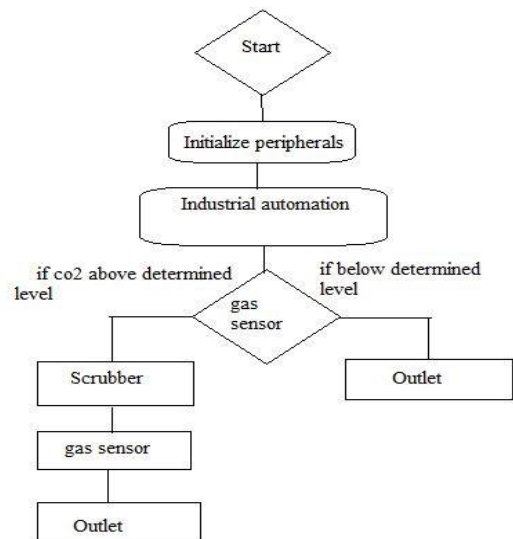 Start
Initialize peripherals
Industrial automation
if co2 above determined
level
if below determined
level
gas
sensor
Scrubber
Outlet
gas sensor
Outlet